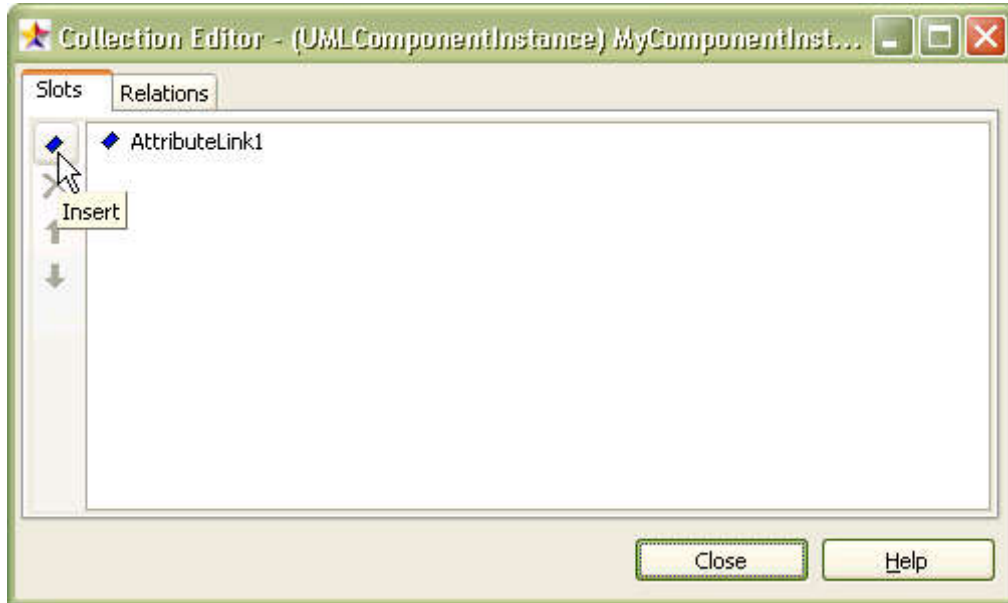 Collection Editor - (UMLComponentInstance) MyComponentInst...
Slots Relations
AttributeLink1
Insert
Close Help